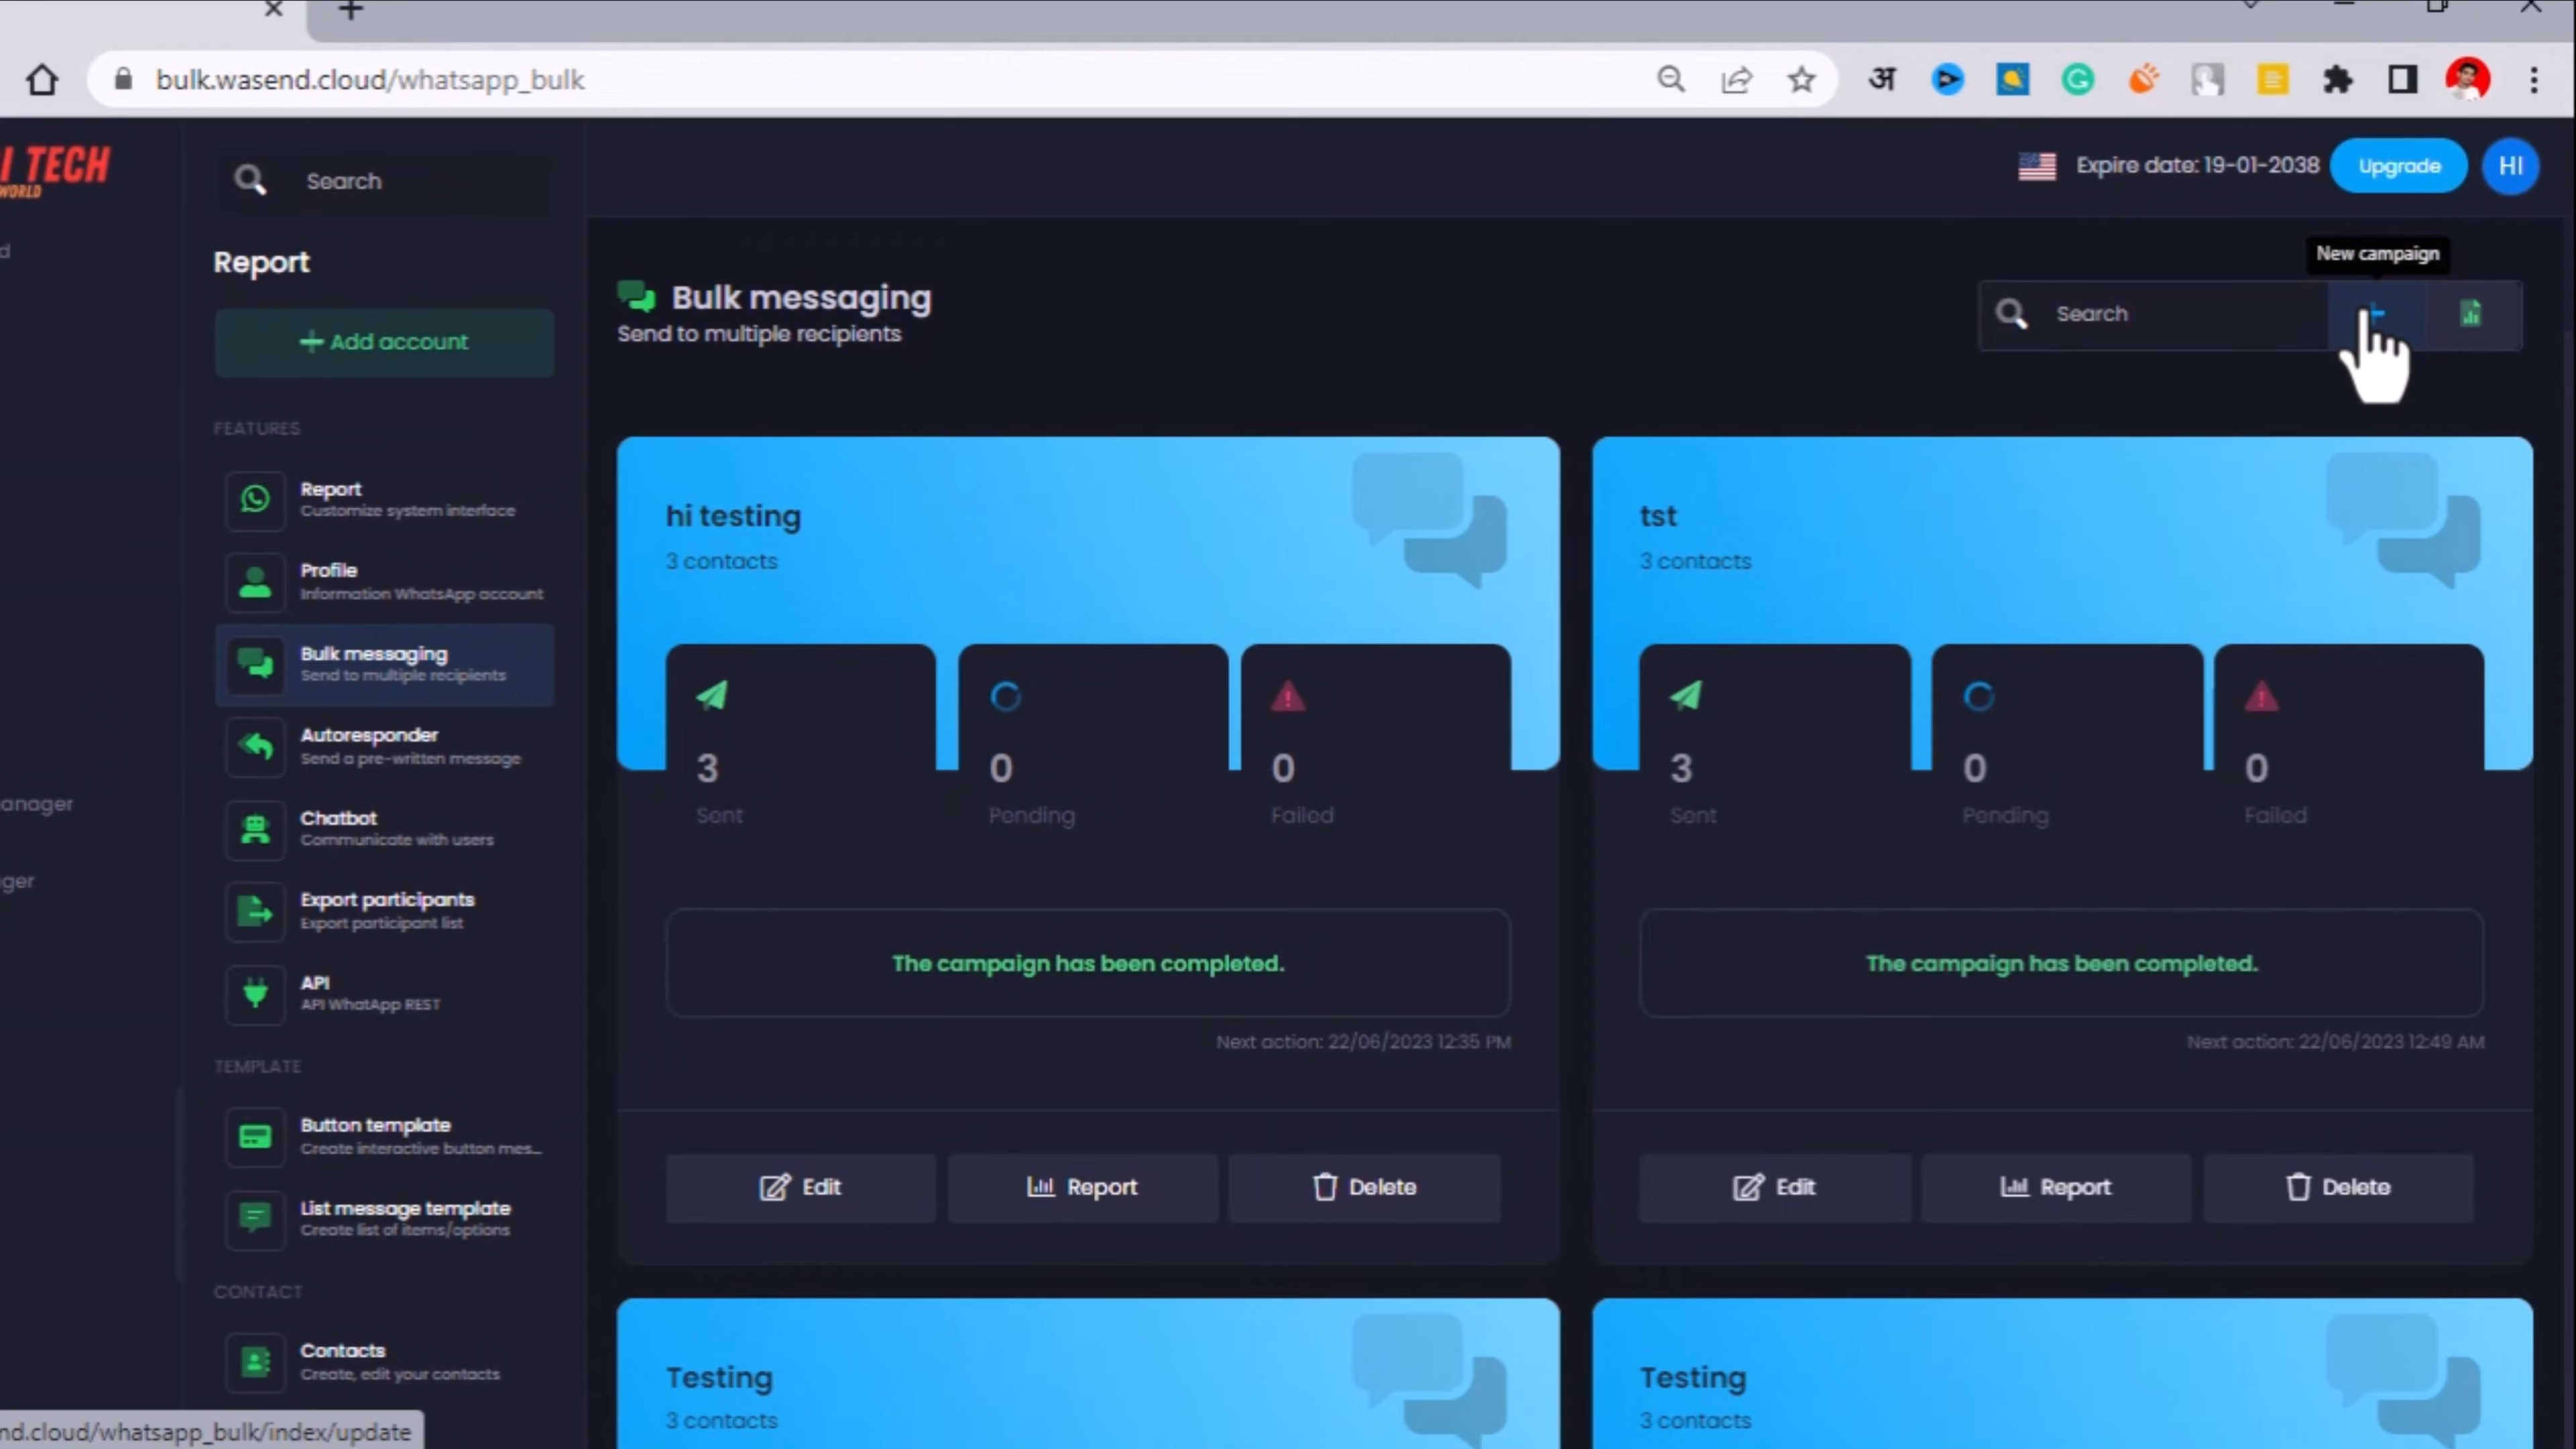 bulk.wasend.cloud/whatsapp_bulk
अ
I TECH
WORLD
Search
Expire date: 19-01-2038
Upgrade
HI
d
anager
ger
Report
Add account
FEATURES
Report
Customize system interface
Profile
Information WhatsApp account
Bulk messaging
Send to multiple recipients
Autoresponder
Send a pre-written message
Chatbot
Communicate with users
Export participants
Export participant list
API
API WhatApp REST
TEMPLATE
Button template
Create interactive button mes...
List message template
Create list of items/options
CONTACT
Contacts
Create, edit your contacts
Bulk messaging
Send to multiple recipients
New campaign
Search
hi testing
3 contacts
3
Sent
0
Pending
0
Failed
The campaign has been completed.
Next action: 22/06/2023 12:35 PM
Edit
Report
Delete
tst
3 contacts
3
Sent
0
Pending
0
Failed
The campaign has been completed.
Next action: 22/06/2023 12:49 AM
Edit
Report
Delete
Testing
3 contacts
Testing
3 contacts
nd.cloud/whatsapp_bulk/index/update